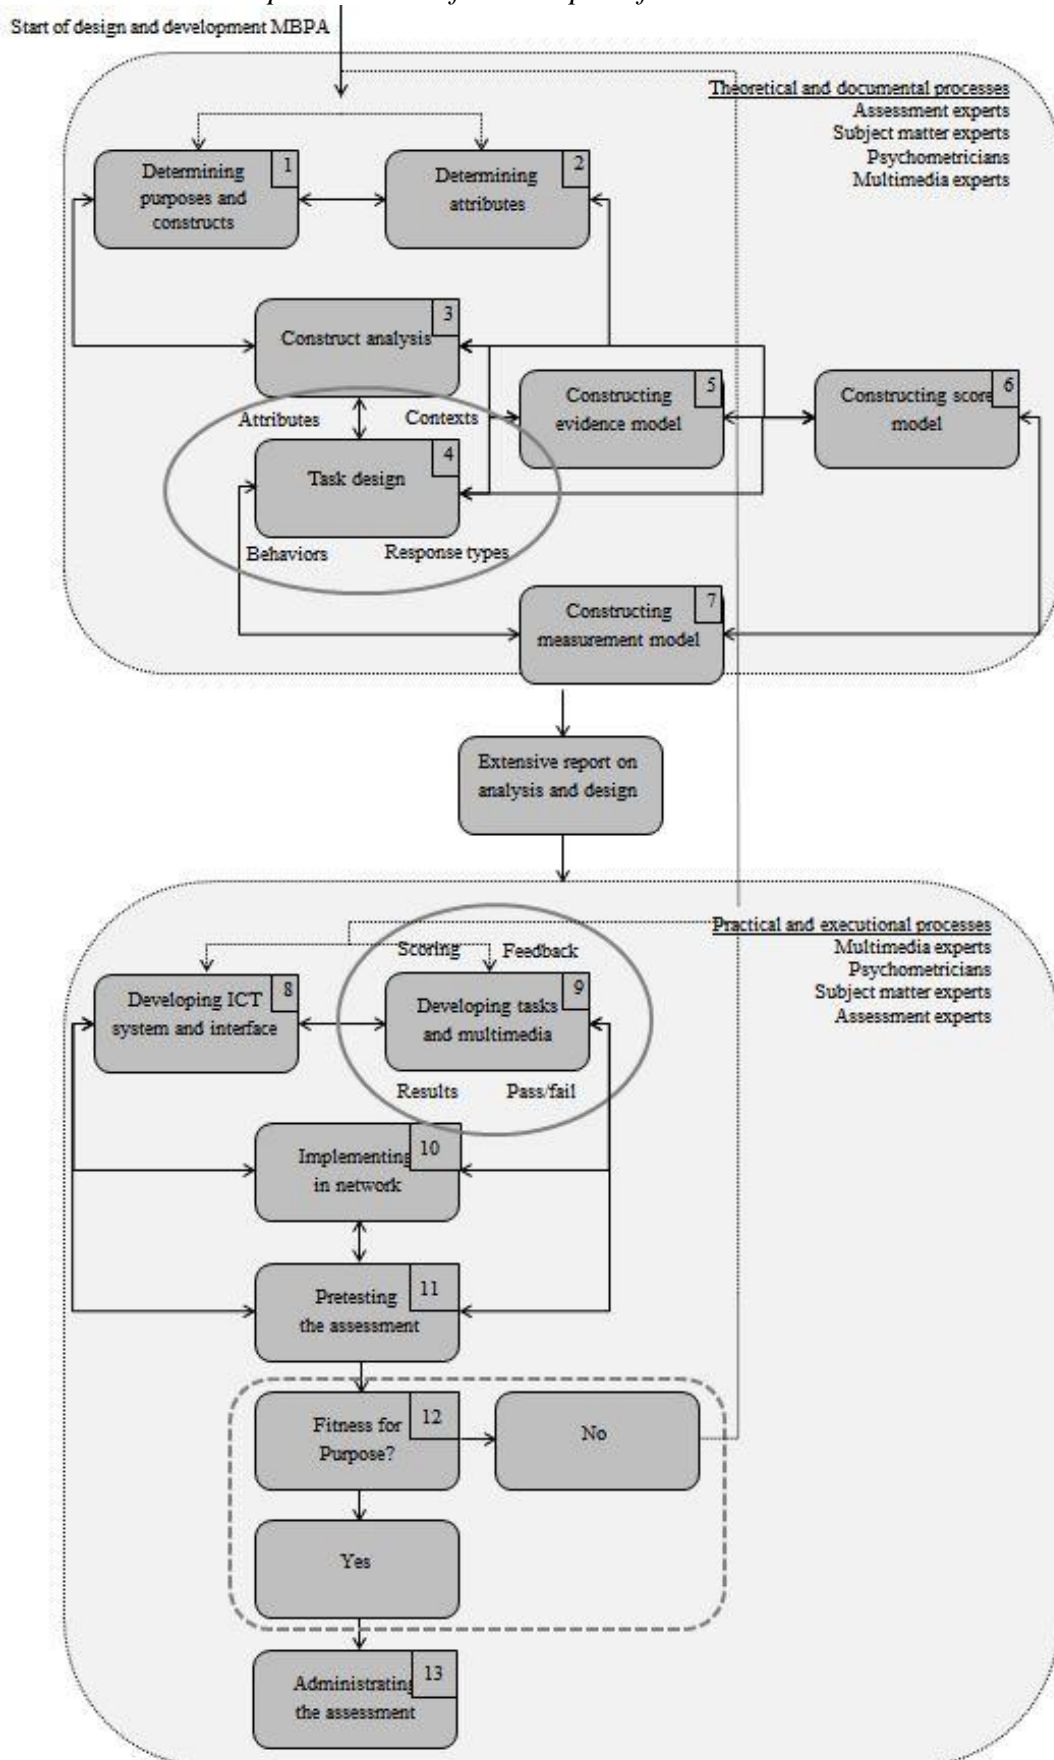 Start of design and development MBPA
Theoretical and documental processes
Assessment experts
Subject matter experts
Psychometricians
Multimedia experts
Determining
purposes and
constructs
1
Determining
attributes
2
Construct analysis
3
Attributes
Contexts
Constructing
evidence model
5
Constructing score
model
6
Task design
4
Behaviors
Response types
Constructing
measurement model
7
Extensive report on
analysis and design
Practical and executional processes
Multimedia experts
Psychometricians
Subject matter experts
Assessment experts
Scoring
Feedback
Developing ICT
system and interface
8
Developing tasks
and multimedia
9
Results
Pass/fail
Implementing
in network
10
Pretesting
the assessment
11
Fitness for
Purpose?
12
No
Yes
Administrating
the assessment
13